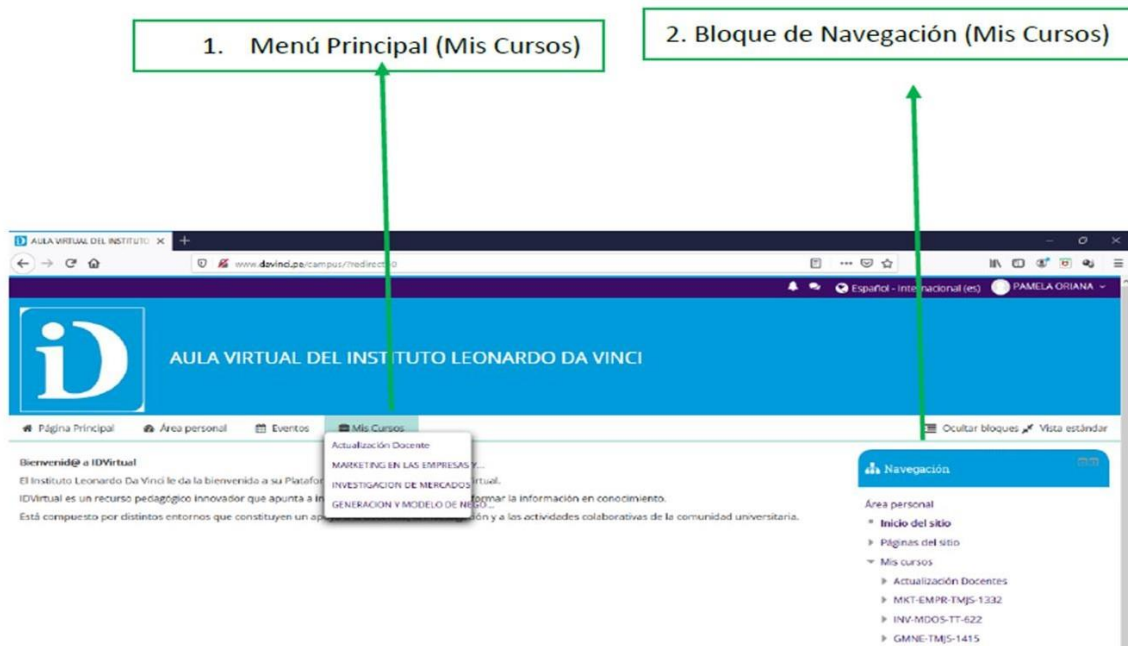 1. Menú Principal (Mis Cursos)
2. Bloque de Navegación (Mis Cursos)
AULA VIRTUAL DEL INSTITUTO
www.davinci.pe/campus/?redirect=0
Español - Internacional (es)
PAMELA ORIANA
iD
AULA VIRTUAL DEL INSTITUTO LEONARDO DA VINCI
Página Principal
Área personal
Eventos
Mis Cursos
Ocultar bloques
Vista estándar
Actualización Docente
MARKETING EN LAS EMPRESAS Y...
INVESTIGACION DE MERCADOS
GENERACION Y MODELO DE NEGO...
Bienvenid@ a IDVirtual
El Instituto Leonardo Da Vinci le da la bienvenida a su Platafor
IDVirtual es un recurso pedagógico innovador que apunta a in formar la información en conocimiento.
Está compuesto por distintos entornos que constituyen un ap y a las actividades colaborativas de la comunidad universitaria.
Navegación
Área personal
Inicio del sitio
Páginas del sitio
Mis cursos
Actualización Docentes
MKT-EMPR-TMJS-1332
INV-MDOS-TT-622
GMNE-TMJS-1415